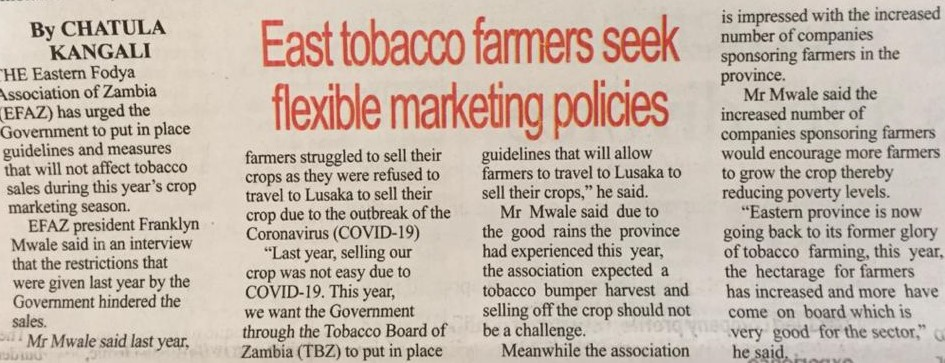 East tobacco farmers seek
flexible marketing policies
By CHATULA
KANGALI
THE Eastern Fodya
Association of Zambia
(EFAZ) has urged the
Government to put in place
guidelines and measures
that will not affect tobacco
sales during this year's crop
marketing season.
EFAZ president Franklyn
Mwale said in an interview
that the restrictions that
were given last year by the
Government hindered the
sales.
Mr Mwale said last year,
farmers struggled to sell their
crops as they were refused to
travel to Lusaka to sell their
crop due to the outbreak of the
Coronavirus (COVID-19)
"Last year, selling our
crop was not easy due to
COVID-19. This year,
we want the Government
through the Tobacco Board of
Zambia (TBZ) to put in place
guidelines that will allow
farmers to travel to Lusaka to
sell their crops," he said.
Mr Mwale said due to
the good rains the province
had experienced this year,
the association expected a
tobacco bumper harvest and
selling off the crop should not
be a challenge.
Meanwhile the association
is impressed with the increased
number of companies
sponsoring farmers in the
province.
Mr Mwale said the
increased number of
companies sponsoring farmers
would encourage more farmers
to grow the crop thereby
reducing poverty levels.
"Eastern province is now
going back to its former glory
of tobacco farming, this year,
the hectarage for farmers
has increased and more have
come on board which is
very good for the sector,"
he said.